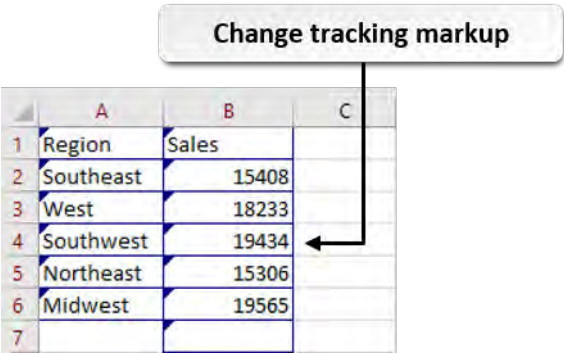 Change tracking markup
A B C
1 Region Sales
2 Southeast 15408
3 West 18233
4 Southwest 19434
5 Northeast 15306
6 Midwest 19565
7